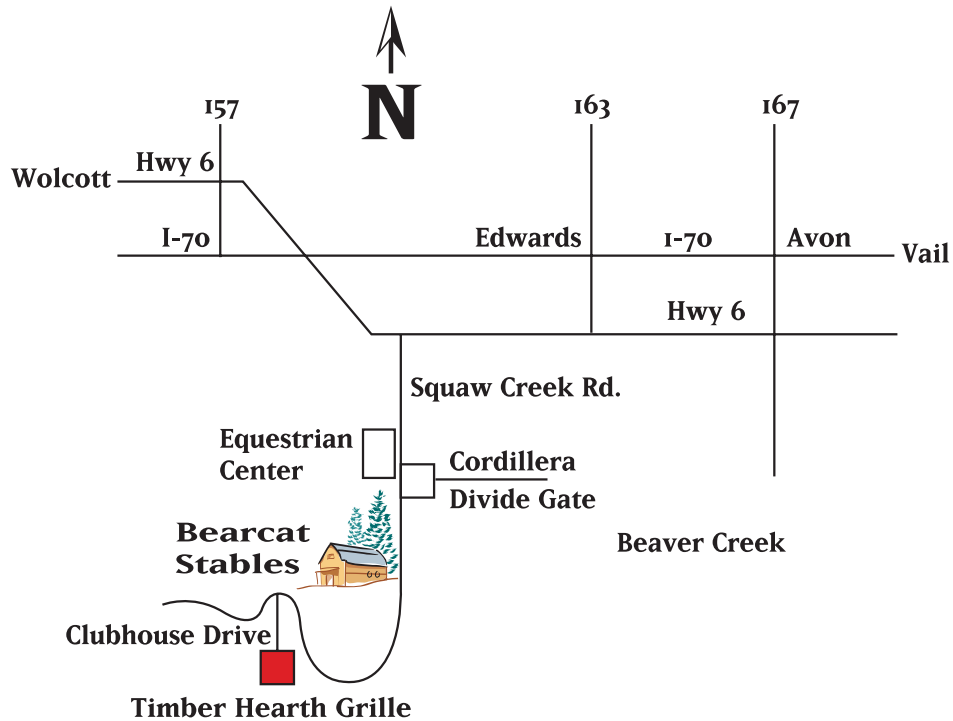 N
157
163
167
Hwy 6
Wolcott
I-70
Edwards
I-70
Avon
Vail
Hwy 6
Squaw Creek Rd.
Equestrian
Center
Cordillera
Divide Gate
Bearcat
Stables
Beaver Creek
Clubhouse Drive
Timber Hearth Grille